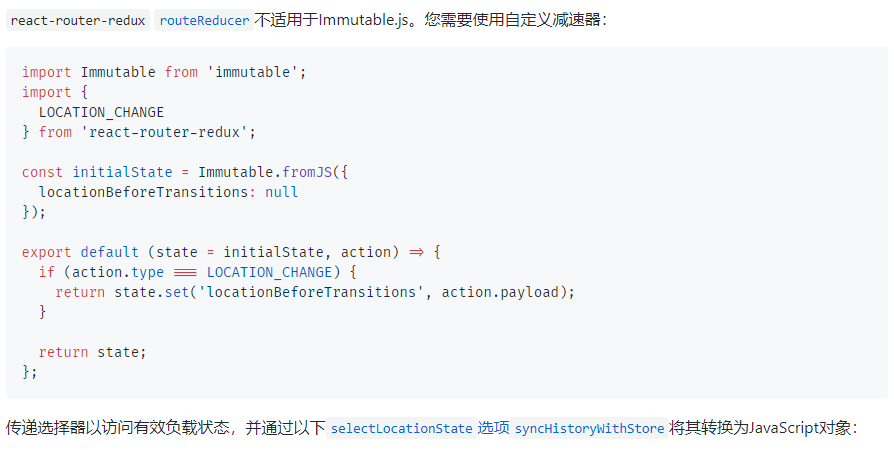 react-router-redux routeReducer 不适用于Immutable.js。您需要使用自定义减速器：
import Immutable from 'immutable';
import {
  LOCATION_CHANGE
} from 'react-router-redux';

const initialState = Immutable.fromJS({
  locationBeforeTransitions: null
});

export default (state = initialState, action) => {
  if (action.type === LOCATION_CHANGE) {
    return state.set('locationBeforeTransitions', action.payload);
  }

  return state;
};
传递选择器以访问有效负载状态，并通过以下 selectLocationState 选项 syncHistoryWithStore 将其转换为JavaScript对象：